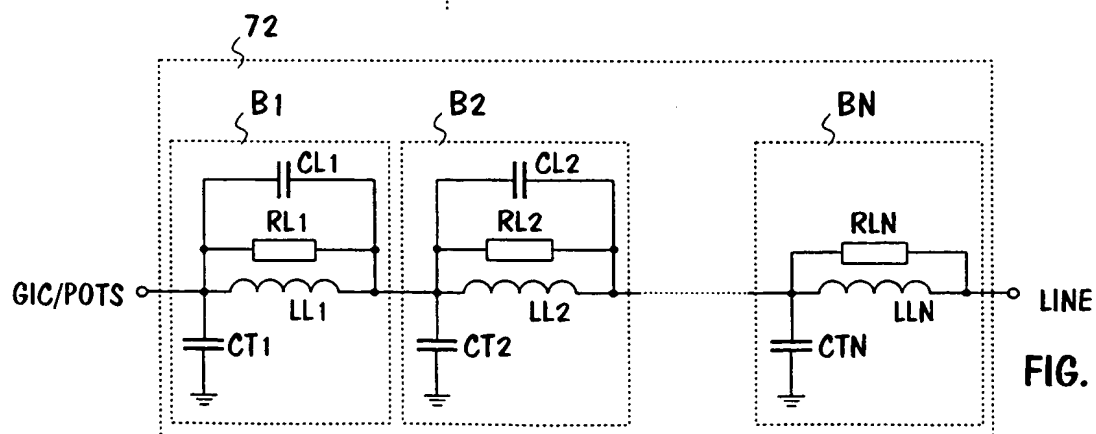 72
B1
B2
BN
CL1
CL2
RL1
RL2
RLN
GIC/POTS
LL1
LL2
LLN
LINE
CT1
CT2
CTN
FIG.